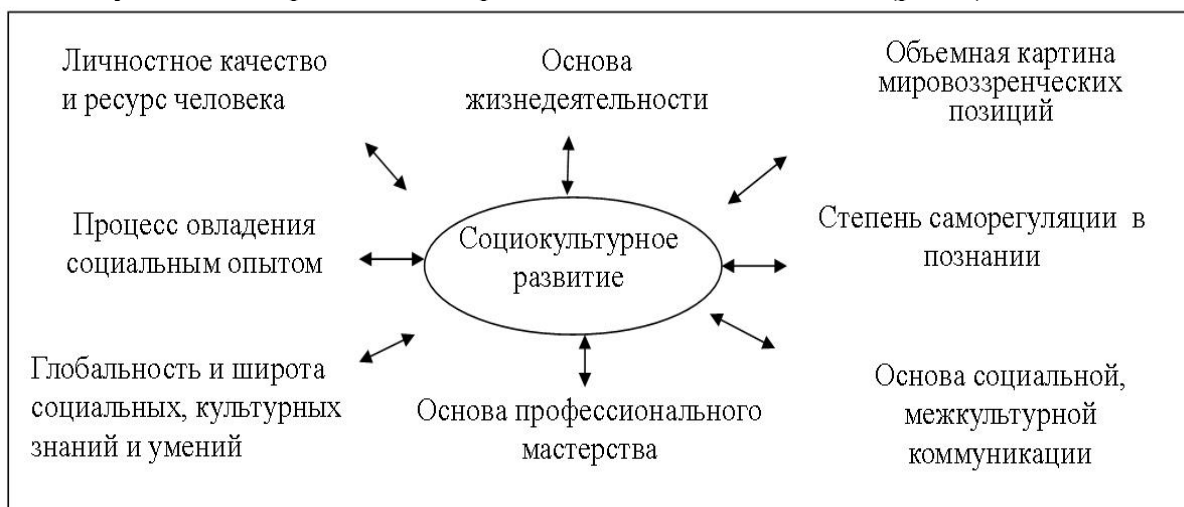 Личностное качество
и ресурс человека
Основа
жизнедеятельности
Объемная картина
мировоззренческих
позиций
Процесс овладения
социальным опытом
Социокультурное
развитие
Степень саморегуляции в
познании
Глобальность и широта
социальных, культурных
знаний и умений
Основа профессионального
мастерства
Основа социальной,
межкультурной
коммуникации